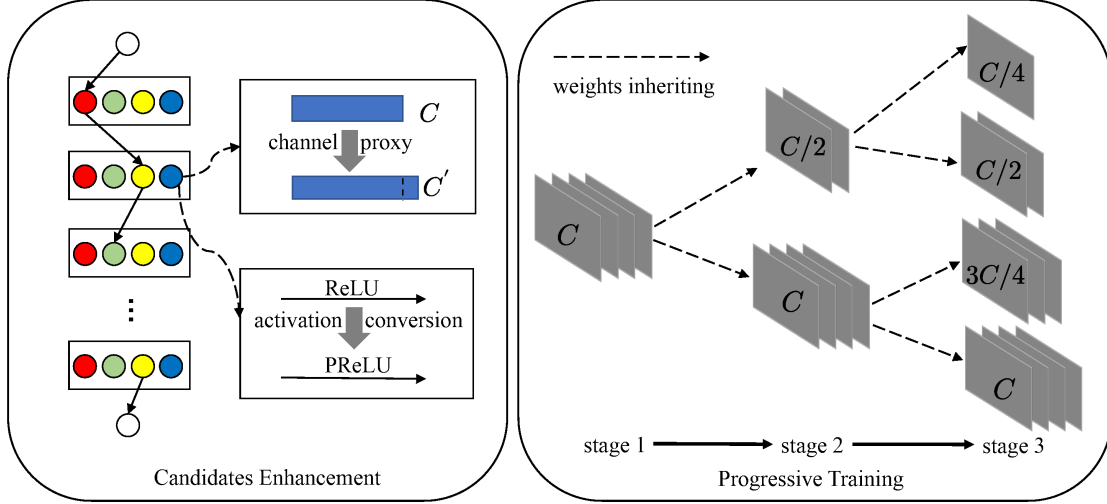 C
channel proxy
C′
ReLU
activation conversion
PReLU
Candidates Enhancement
weights inheriting
C/4
C/2
C/2
C
3C/4
C
C
stage 1 stage 2 stage 3
Progressive Training